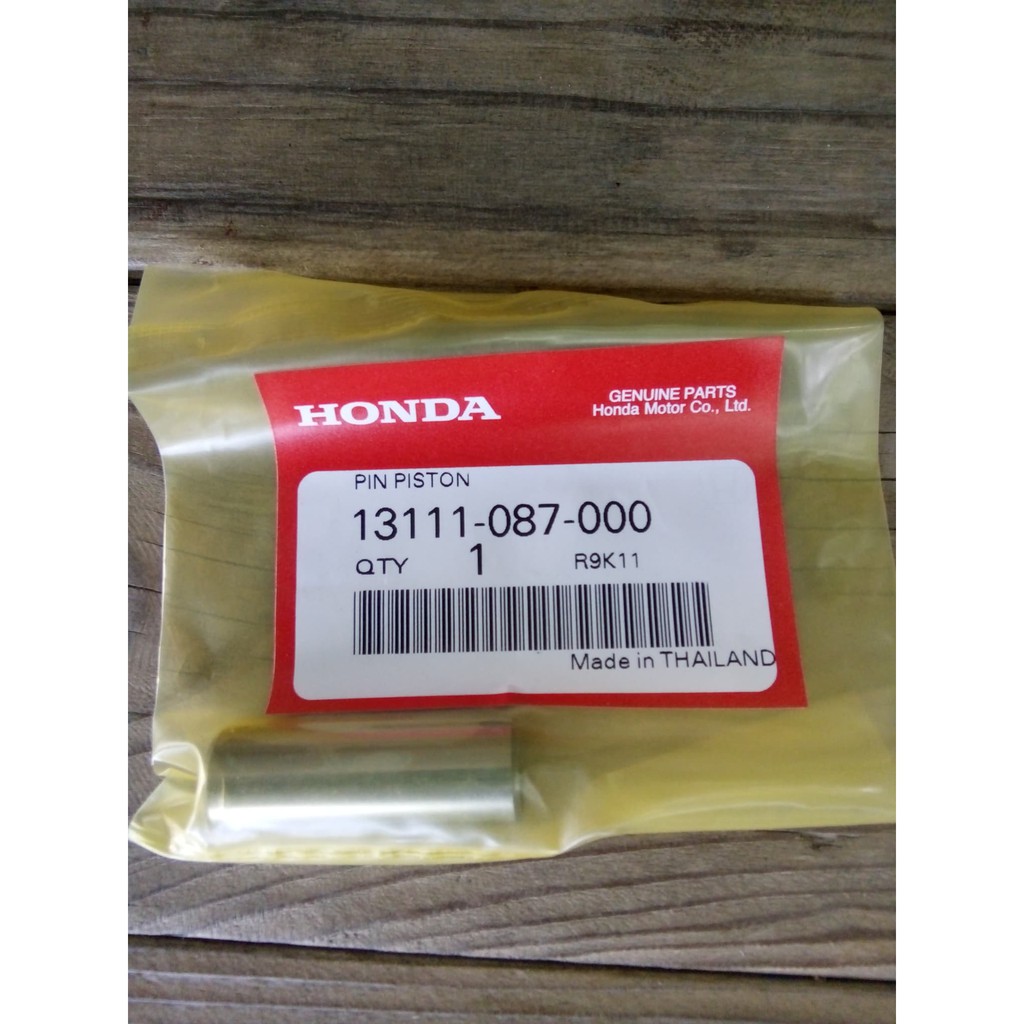 HONDA
GENUINE PARTS
Honda Motor Co., Ltd.
PIN PISTON
13111-087-000
QTY 1 R9K11
Made in THAILAND